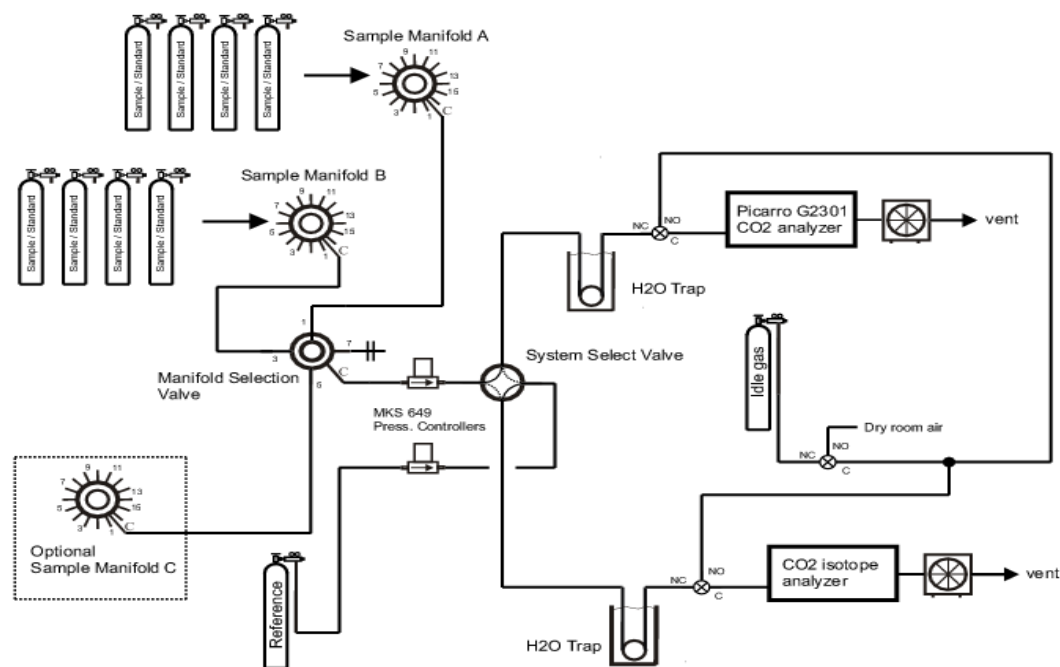 Sample / Standard
Sample / Standard
Sample / Standard
Sample / Standard
Sample Manifold A
9
11
7
13
5
15
3
1
C
Sample / Standard
Sample / Standard
Sample / Standard
Sample / Standard
Sample Manifold B
9
11
7
13
5
15
3
1
C
NC
NO
C
Picarro G2301
CO2 analyzer
vent
H2O Trap
1
3
7
5
C
Manifold Selection
Valve
System Select Valve
MKS 649
Press. Controllers
Idle gas
Dry room air
NO
NC
C
9
11
7
13
5
15
3
1
C
Optional
Sample Manifold C
Reference
NC
NO
C
CO2 isotope
analyzer
vent
H2O Trap